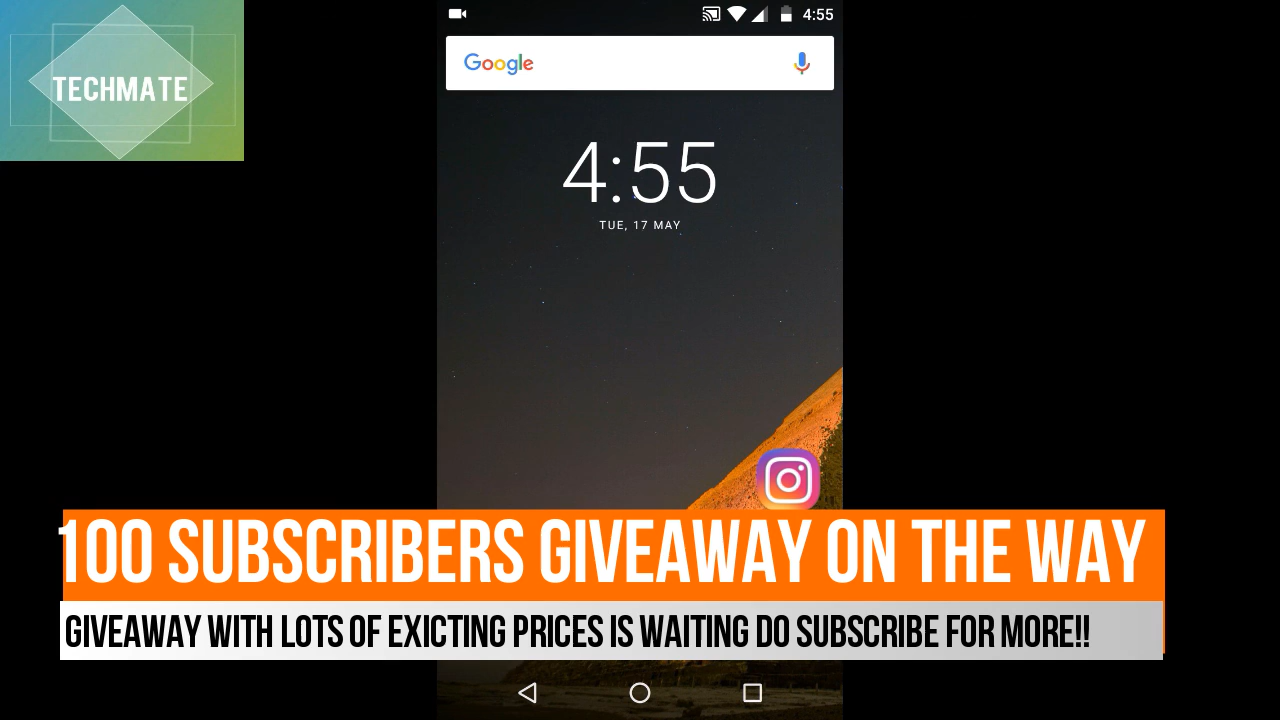 4:55
TECHMATE
Google
4:55
TUE, 17 MAY
100 SUBSCRIBERS GIVEAWAY ON THE WAY
GIVEAWAY WITH LOTS OF EXICTING PRICES IS WAITING DO SUBSCRIBE FOR MORE!!